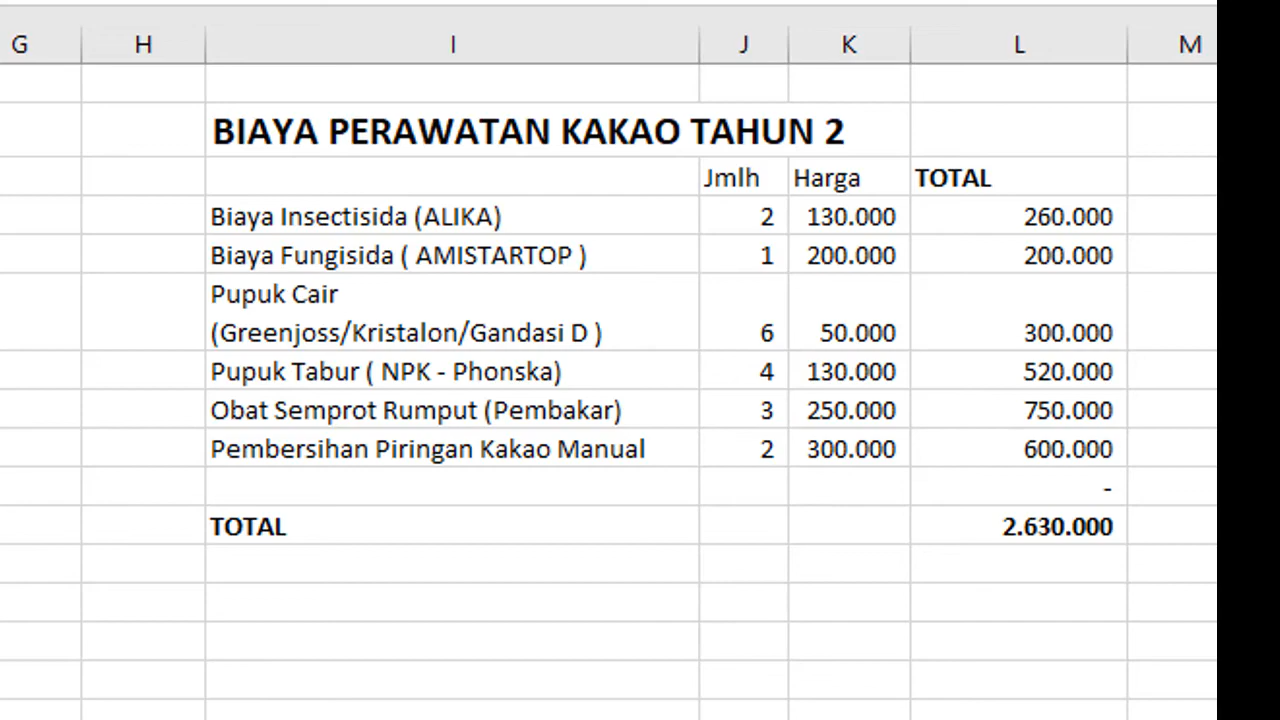 G H I J K L M
BIAYA PERAWATAN KAKAO TAHUN 2
Jmlh Harga TOTAL
Biaya Insectisida (ALIKA) 2 130.000 260.000
Biaya Fungisida ( AMISTARTOP ) 1 200.000 200.000
Pupuk Cair
(Greenjoss/Kristalon/Gandasi D ) 6 50.000 300.000
Pupuk Tabur ( NPK - Phonska) 4 130.000 520.000
Obat Semprot Rumput (Pembakar) 3 250.000 750.000
Pembersihan Piringan Kakao Manual 2 300.000 600.000
-
TOTAL 2.630.000